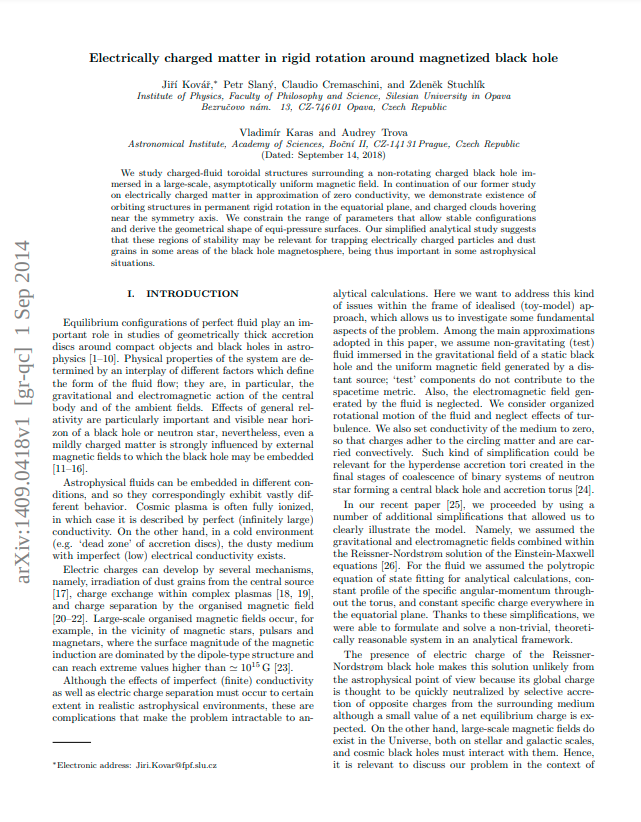 Electrically charged matter in rigid rotation around magnetized black hole
Jiří Kovář,* Petr Slaný, Claudio Cremaschini, and Zdeněk Stuchlík
Institute of Physics, Faculty of Philosophy and Science, Silesian University in Opava
Bezručovo nám. 13, CZ-746 01 Opava, Czech Republic
Vladimír Karas and Audrey Trova
Astronomical Institute, Academy of Sciences, Boční II, CZ-141 31 Prague, Czech Republic
(Dated: September 14, 2018)
We study charged-fluid toroidal structures surrounding a non-rotating charged black hole im-
mersed in a large-scale, asymptotically uniform magnetic field. In continuation of our former study
on electrically charged matter in approximation of zero conductivity, we demonstrate existence of
orbiting structures in permanent rigid rotation in the equatorial plane, and charged clouds hovering
near the symmetry axis. We constrain the range of parameters that allow stable configurations
and derive the geometrical shape of equi-pressure surfaces. Our simplified analytical study suggests
that these regions of stability may be relevant for trapping electrically charged particles and dust
grains in some areas of the black hole magnetosphere, being thus important in some astrophysical
situations.
arXiv:1409.0418v1 [gr-qc] 1 Sep 2014
I. INTRODUCTION
Equilibrium configurations of perfect fluid play an im-
portant role in studies of geometrically thick accretion
discs around compact objects and black holes in astro-
physics [1–10]. Physical properties of the system are de-
termined by an interplay of different factors which define
the form of the fluid flow; they are, in particular, the
gravitational and electromagnetic action of the central
body and of the ambient fields. Effects of general rel-
ativity are particularly important and visible near hori-
zon of a black hole or neutron star, nevertheless, even a
mildly charged matter is strongly influenced by external
magnetic fields to which the black hole may be embedded
[11–16].
Astrophysical fluids can be embedded in different con-
ditions, and so they correspondingly exhibit vastly dif-
ferent behavior. Cosmic plasma is often fully ionized,
in which case it is described by perfect (infinitely large)
conductivity. On the other hand, in a cold environment
(e.g. ‘dead zone’ of accretion discs), the dusty medium
with imperfect (low) electrical conductivity exists.
Electric charges can develop by several mechanisms,
namely, irradiation of dust grains from the central source
[17], charge exchange within complex plasmas [18, 19],
and charge separation by the organised magnetic field
[20–22]. Large-scale organised magnetic fields occur, for
example, in the vicinity of magnetic stars, pulsars and
magnetars, where the surface magnitude of the magnetic
induction are dominated by the dipole-type structure and
can reach extreme values higher than ≃ 10¹⁵ G [23].
Although the effects of imperfect (finite) conductivity
as well as electric charge separation must occur to certain
extent in realistic astrophysical environments, these are
complications that make the problem intractable to an-
*Electronic address: Jiri.Kovar@fpf.slu.cz
alytical calculations. Here we want to address this kind
of issues within the frame of idealised (toy-model) ap-
proach, which allows us to investigate some fundamental
aspects of the problem. Among the main approximations
adopted in this paper, we assume non-gravitating (test)
fluid immersed in the gravitational field of a static black
hole and the uniform magnetic field generated by a dis-
tant source; ‘test’ components do not contribute to the
spacetime metric. Also, the electromagnetic field gen-
erated by the fluid is neglected. We consider organized
rotational motion of the fluid and neglect effects of tur-
bulence. We also set conductivity of the medium to zero,
so that charges adher to the circling matter and are car-
ried convectively. Such kind of simplification could be
relevant for the hyperdense accretion tori created in the
final stages of coalescence of binary systems of neutron
star forming a central black hole and accretion torus [24].
In our recent paper [25], we proceeded by using a
number of additional simplifications that allowed us to
clearly illustrate the model. Namely, we assumed the
gravitational and electromagnetic fields combined within
the Reissner-Nordstrøm solution of the Einstein-Maxwell
equations [26]. For the fluid we assumed the polytropic
equation of state fitting for analytical calculations, con-
stant profile of the specific angular-momentum through-
out the torus, and constant specific charge everywhere in
the equatorial plane. Thanks to these simplifications, we
were able to formulate and solve a non-trivial, theoreti-
cally reasonable system in an analytical framework.
The presence of electric charge of the Reissner-
Nordstrøm black hole makes this solution unlikely from
the astrophysical point of view because its global charge
is thought to be quickly neutralized by selective accre-
tion of opposite charges from the surrounding medium
although a small value of a net equilibrium charge is ex-
pected. On the other hand, large-scale magnetic fields do
exist in the Universe, both on stellar and galactic scales,
and cosmic black holes must interact with them. Hence,
it is relevant to discuss our problem in the context of